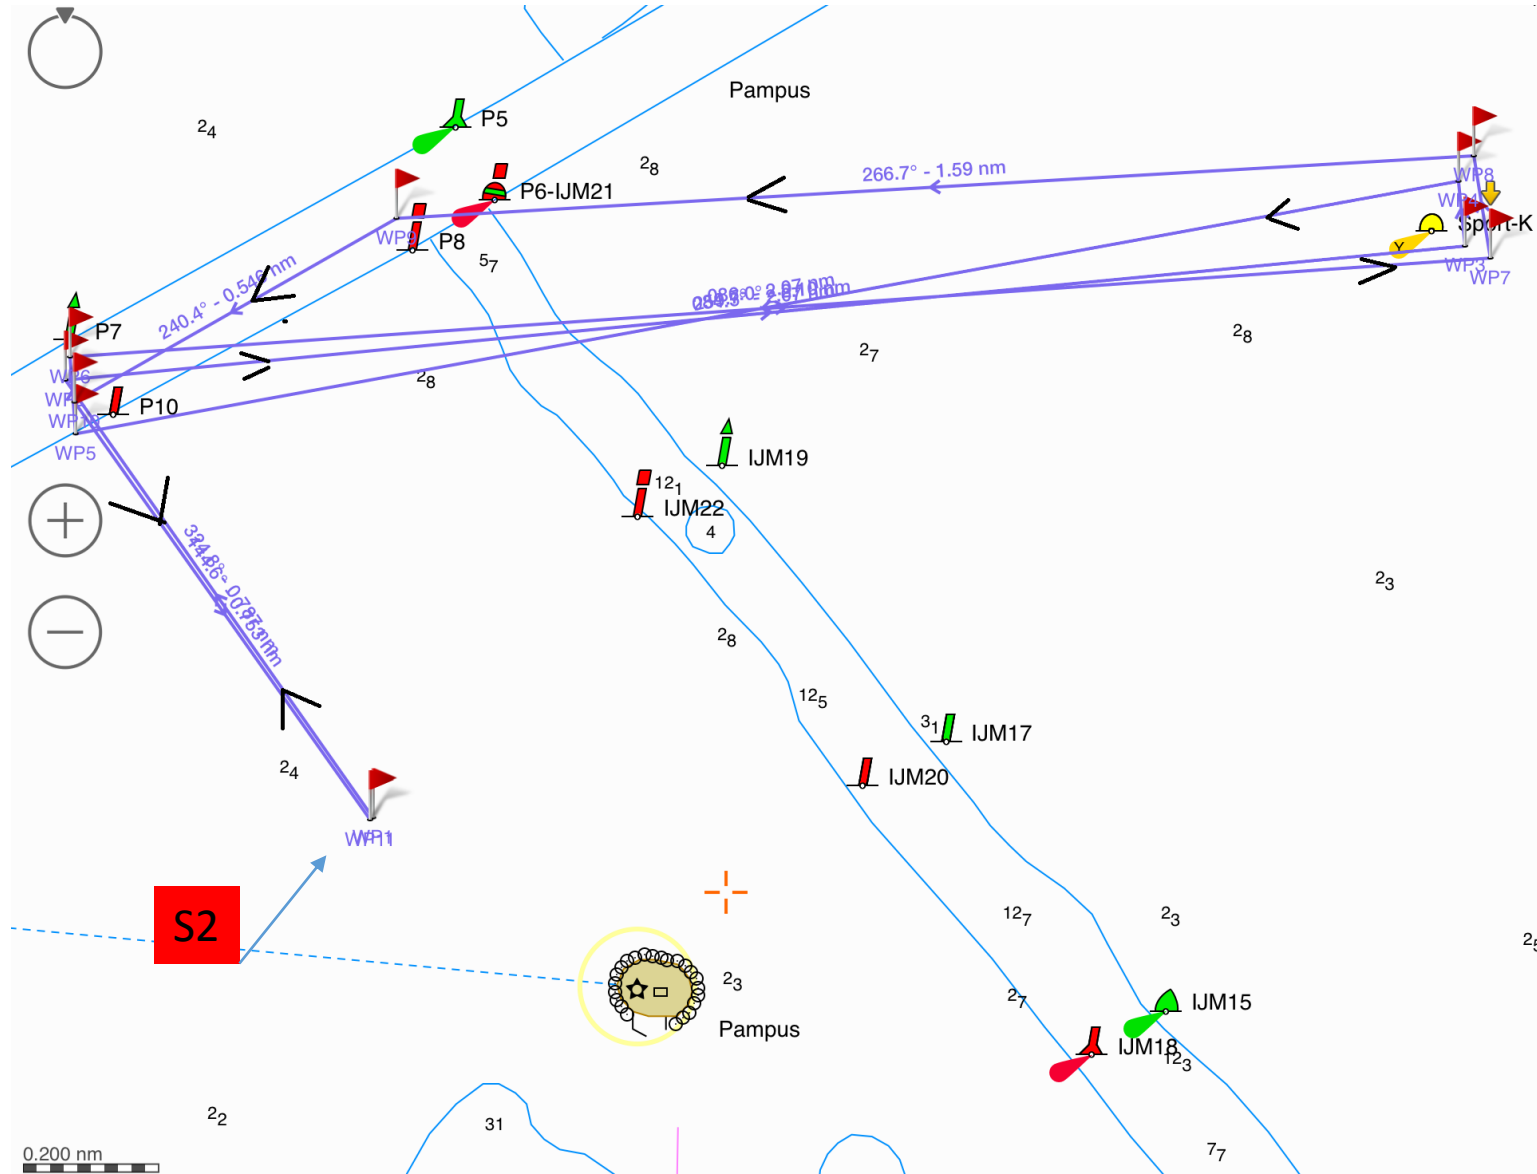 Pampus
P5
2₄
2₈
266.7° - 1.59 nm
WP8
P6-IJM21
WP9
P8
Sport-K
Y
WP3
WP7
5₇
240.4° - 0.546 nm
P7
2₈
2₇
2₈
P10
WP5
IJM19
12₁
IJM22
4
2₃
2₈
12₅
3₁
IJM17
IJM20
2₄
WP11
S2
12₇
2₃
2₃
2₇
IJM15
Pampus
IJM18
12₃
2₂
31
7₇
0.200 nm